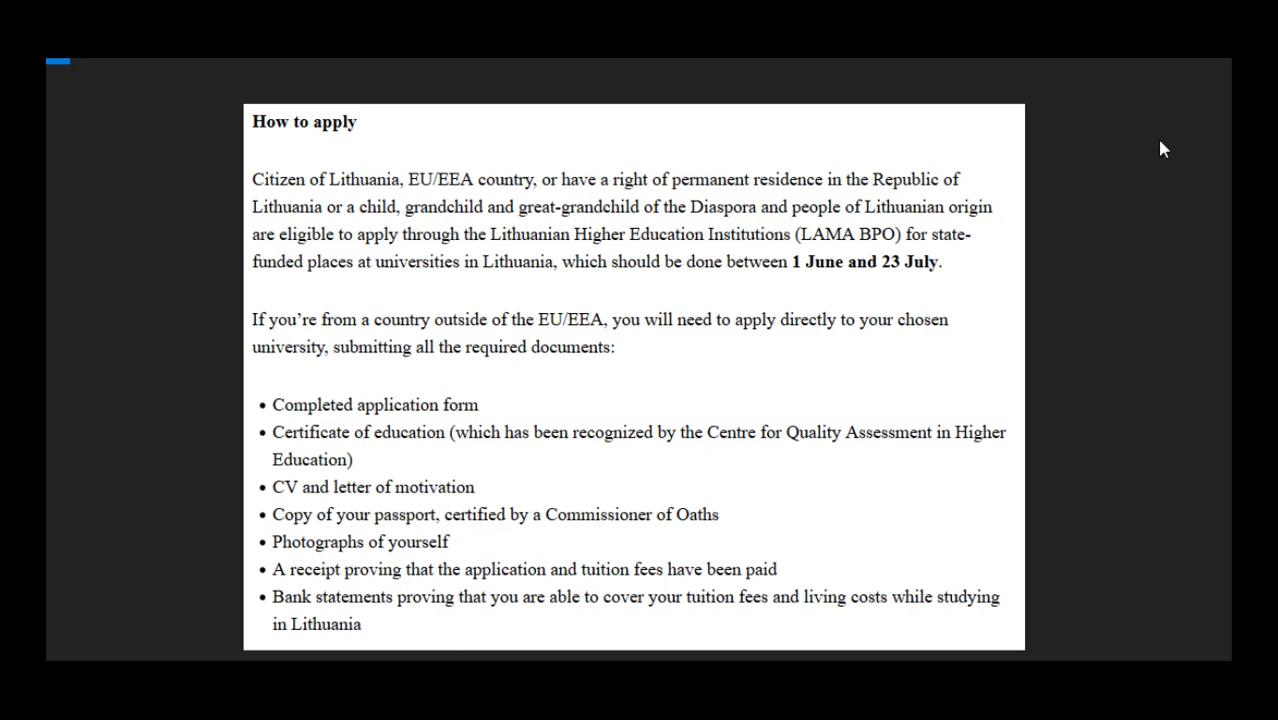 How to apply
Citizen of Lithuania, EU/EEA country, or have a right of permanent residence in the Republic of
Lithuania or a child, grandchild and great-grandchild of the Diaspora and people of Lithuanian origin
are eligible to apply through the Lithuanian Higher Education Institutions (LAMA BPO) for state-
funded places at universities in Lithuania, which should be done between 1 June and 23 July.
If you’re from a country outside of the EU/EEA, you will need to apply directly to your chosen
university, submitting all the required documents:
• Completed application form
• Certificate of education (which has been recognized by the Centre for Quality Assessment in Higher
Education)
• CV and letter of motivation
• Copy of your passport, certified by a Commissioner of Oaths
• Photographs of yourself
• A receipt proving that the application and tuition fees have been paid
• Bank statements proving that you are able to cover your tuition fees and living costs while studying
in Lithuania